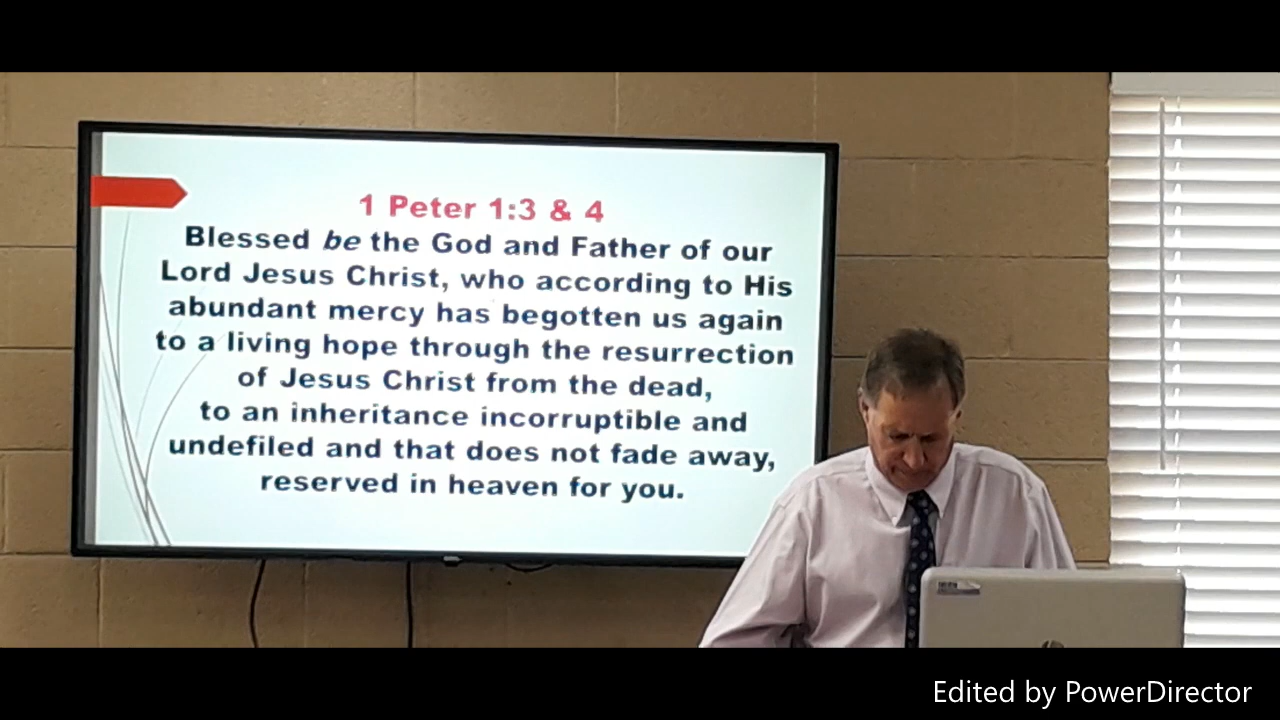 1 Peter 1:3 & 4
Blessed be the God and Father of our
Lord Jesus Christ, who according to His
abundant mercy has begotten us again
to a living hope through the resurrection
of Jesus Christ from the dead,
to an inheritance incorruptible and
undefiled and that does not fade away,
reserved in heaven for you.
Edited by PowerDirector